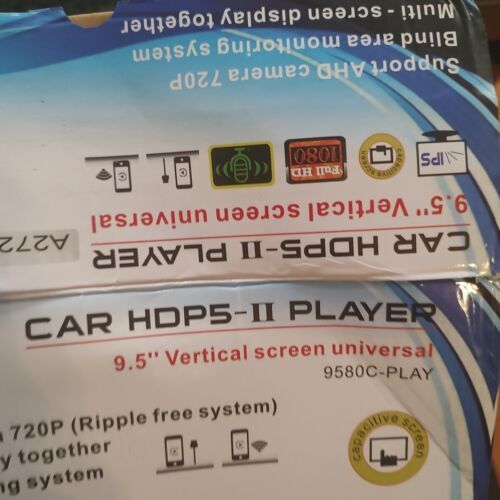 Multi - screen display together
Blind area monitoring system
Support AHD camera 720P
IPS
capacitive screen
Full HD
1080
9.5" Vertical screen universal
CAR HDP5-II PLAYER
A272
CAR HDP5-II PLAYER
9.5'' Vertical screen universal
9580C-PLAY
720P (Ripple free system)
y together
ng system
capacitive screen